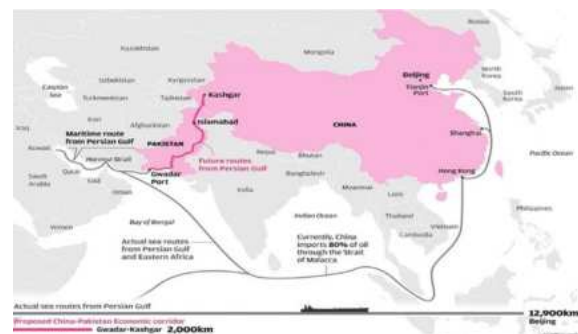 Russia
Kazakhstan
Mongolia
Uzbekistan
Kyrgyzstan
Beijing
Tianjin
Port
North
Korea
South
Korea
Japan
Caspian
Sea
Turkmenistan
Tajikistan
Kashgar
Iraq
Iran
Afghanistan
Islamabad
CHINA
Shanghai
Maritime route
from Persian Gulf
Kuwait
PAKISTAN
Hormuz Strait
Nepal
Bhutan
Pacific Ocean
Qatar
UAE
Gwadar
Port
Future routes
from Persian Gulf
Bangladesh
Hong Kong
Saudi
Arabia
Oman
India
Myanmar
Laos
Yemen
Bay of Bengal
Indian Ocean
Thailand
Vietnam
Cambodia
Philippines
Actual sea routes
from Persian Gulf
and Eastern Africa
Currently, China
imports 80% of oil
through the Strait
of Malacca
Actual sea routes from Persian Gulf
12,900km
Beijing
Proposed China-Pakistan Economic corridor
Gwadar-Kashgar 2,000km